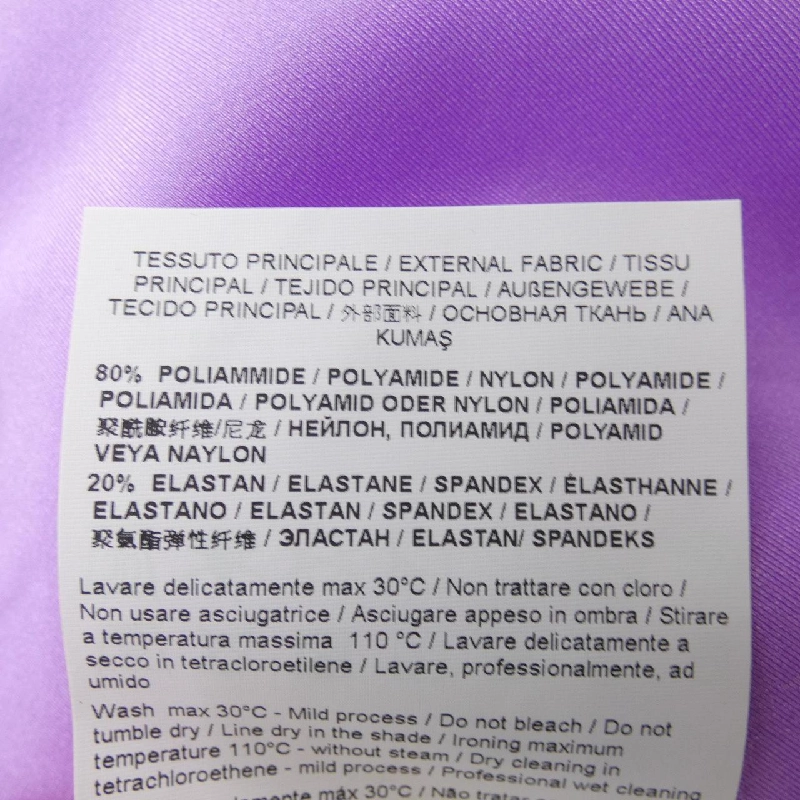 TESSUTO PRINCIPALE / EXTERNAL FABRIC / TISSU
PRINCIPAL / TEJIDO PRINCIPAL / AUßENGEWEBE /
TECIDO PRINCIPAL / 外部面料 / ОСНОВНАЯ ТКАНЬ / ANA
KUMAŞ
80% POLIAMMIDE / POLYAMIDE / NYLON / POLYAMIDE /
POLIAMIDA / POLYAMID ODER NYLON / POLIAMIDA /
聚酰胺纤维/尼龙 / НЕЙЛОН, ПОЛИАМИД / POLYAMID
VEYA NAYLON
20% ELASTAN / ELASTANE / SPANDEX / ÉLASTHANNE /
ELASTANO / ELASTAN / SPANDEX / ELASTANO /
聚氨酯弹性纤维 / ЭЛАСТАН / ELASTAN/ SPANDEKS
Lavare delicatamente max 30°C / Non trattare con cloro /
Non usare asciugatrice / Asciugare appeso in ombra / Stirare
a temperatura massima 110 °C / Lavare delicatamente a
secco in tetracloroetilene / Lavare, professionalmente, ad
umido
Wash max 30°C - Mild process / Do not bleach / Do not
tumble dry / Line dry in the shade / Ironing maximum
temperature 110°C - without steam / Dry cleaning in
tetrachloroethene - mild process / Professional wet cleaning
máx 30°C / Não tratar